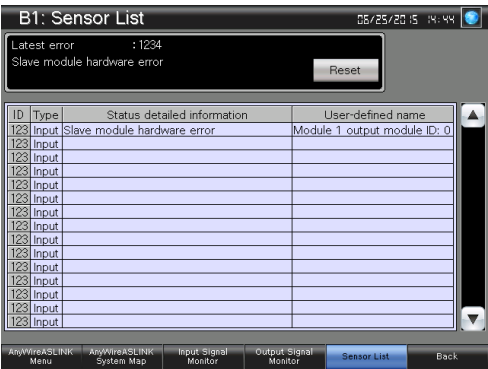 B1: Sensor List 06/25/2015 14:44
Latest error : 1234
Slave module hardware error
Reset
ID Type Status detailed information User-defined name
123 Input Slave module hardware error Module 1 output module ID: 0
123 Input
123 Input
123 Input
123 Input
123 Input
123 Input
123 Input
123 Input
123 Input
123 Input
123 Input
123 Input
123 Input
123 Input
AnyWireASLINK Menu
AnyWireASLINK System Map
Input Signal Monitor
Output Signal Monitor
Sensor List
Back